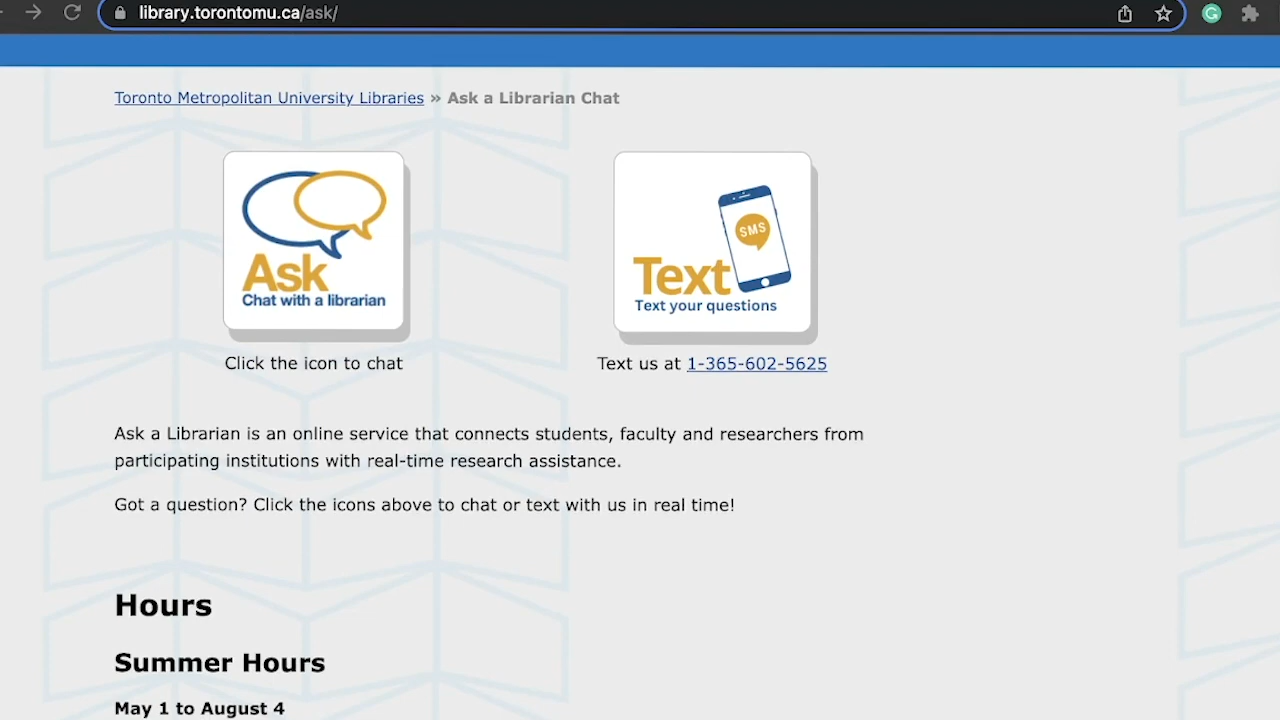 library.torontomu.ca/ask/
Toronto Metropolitan University Libraries » Ask a Librarian Chat
Ask
Chat with a librarian
SMS
Text
Text your questions
Click the icon to chat
Text us at 1-365-602-5625
Ask a Librarian is an online service that connects students, faculty and researchers from
participating institutions with real-time research assistance.
Got a question? Click the icons above to chat or text with us in real time!
Hours
Summer Hours
May 1 to August 4